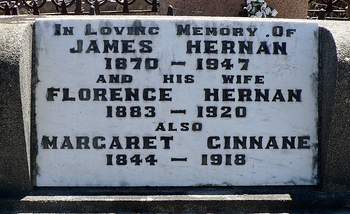 In Loving Memory Of
JAMES HERNAN
1870 - 1947
AND HIS WIFE
FLORENCE HERNAN
1883 - 1920
ALSO
MARGARET GINNANE
1844 - 1918